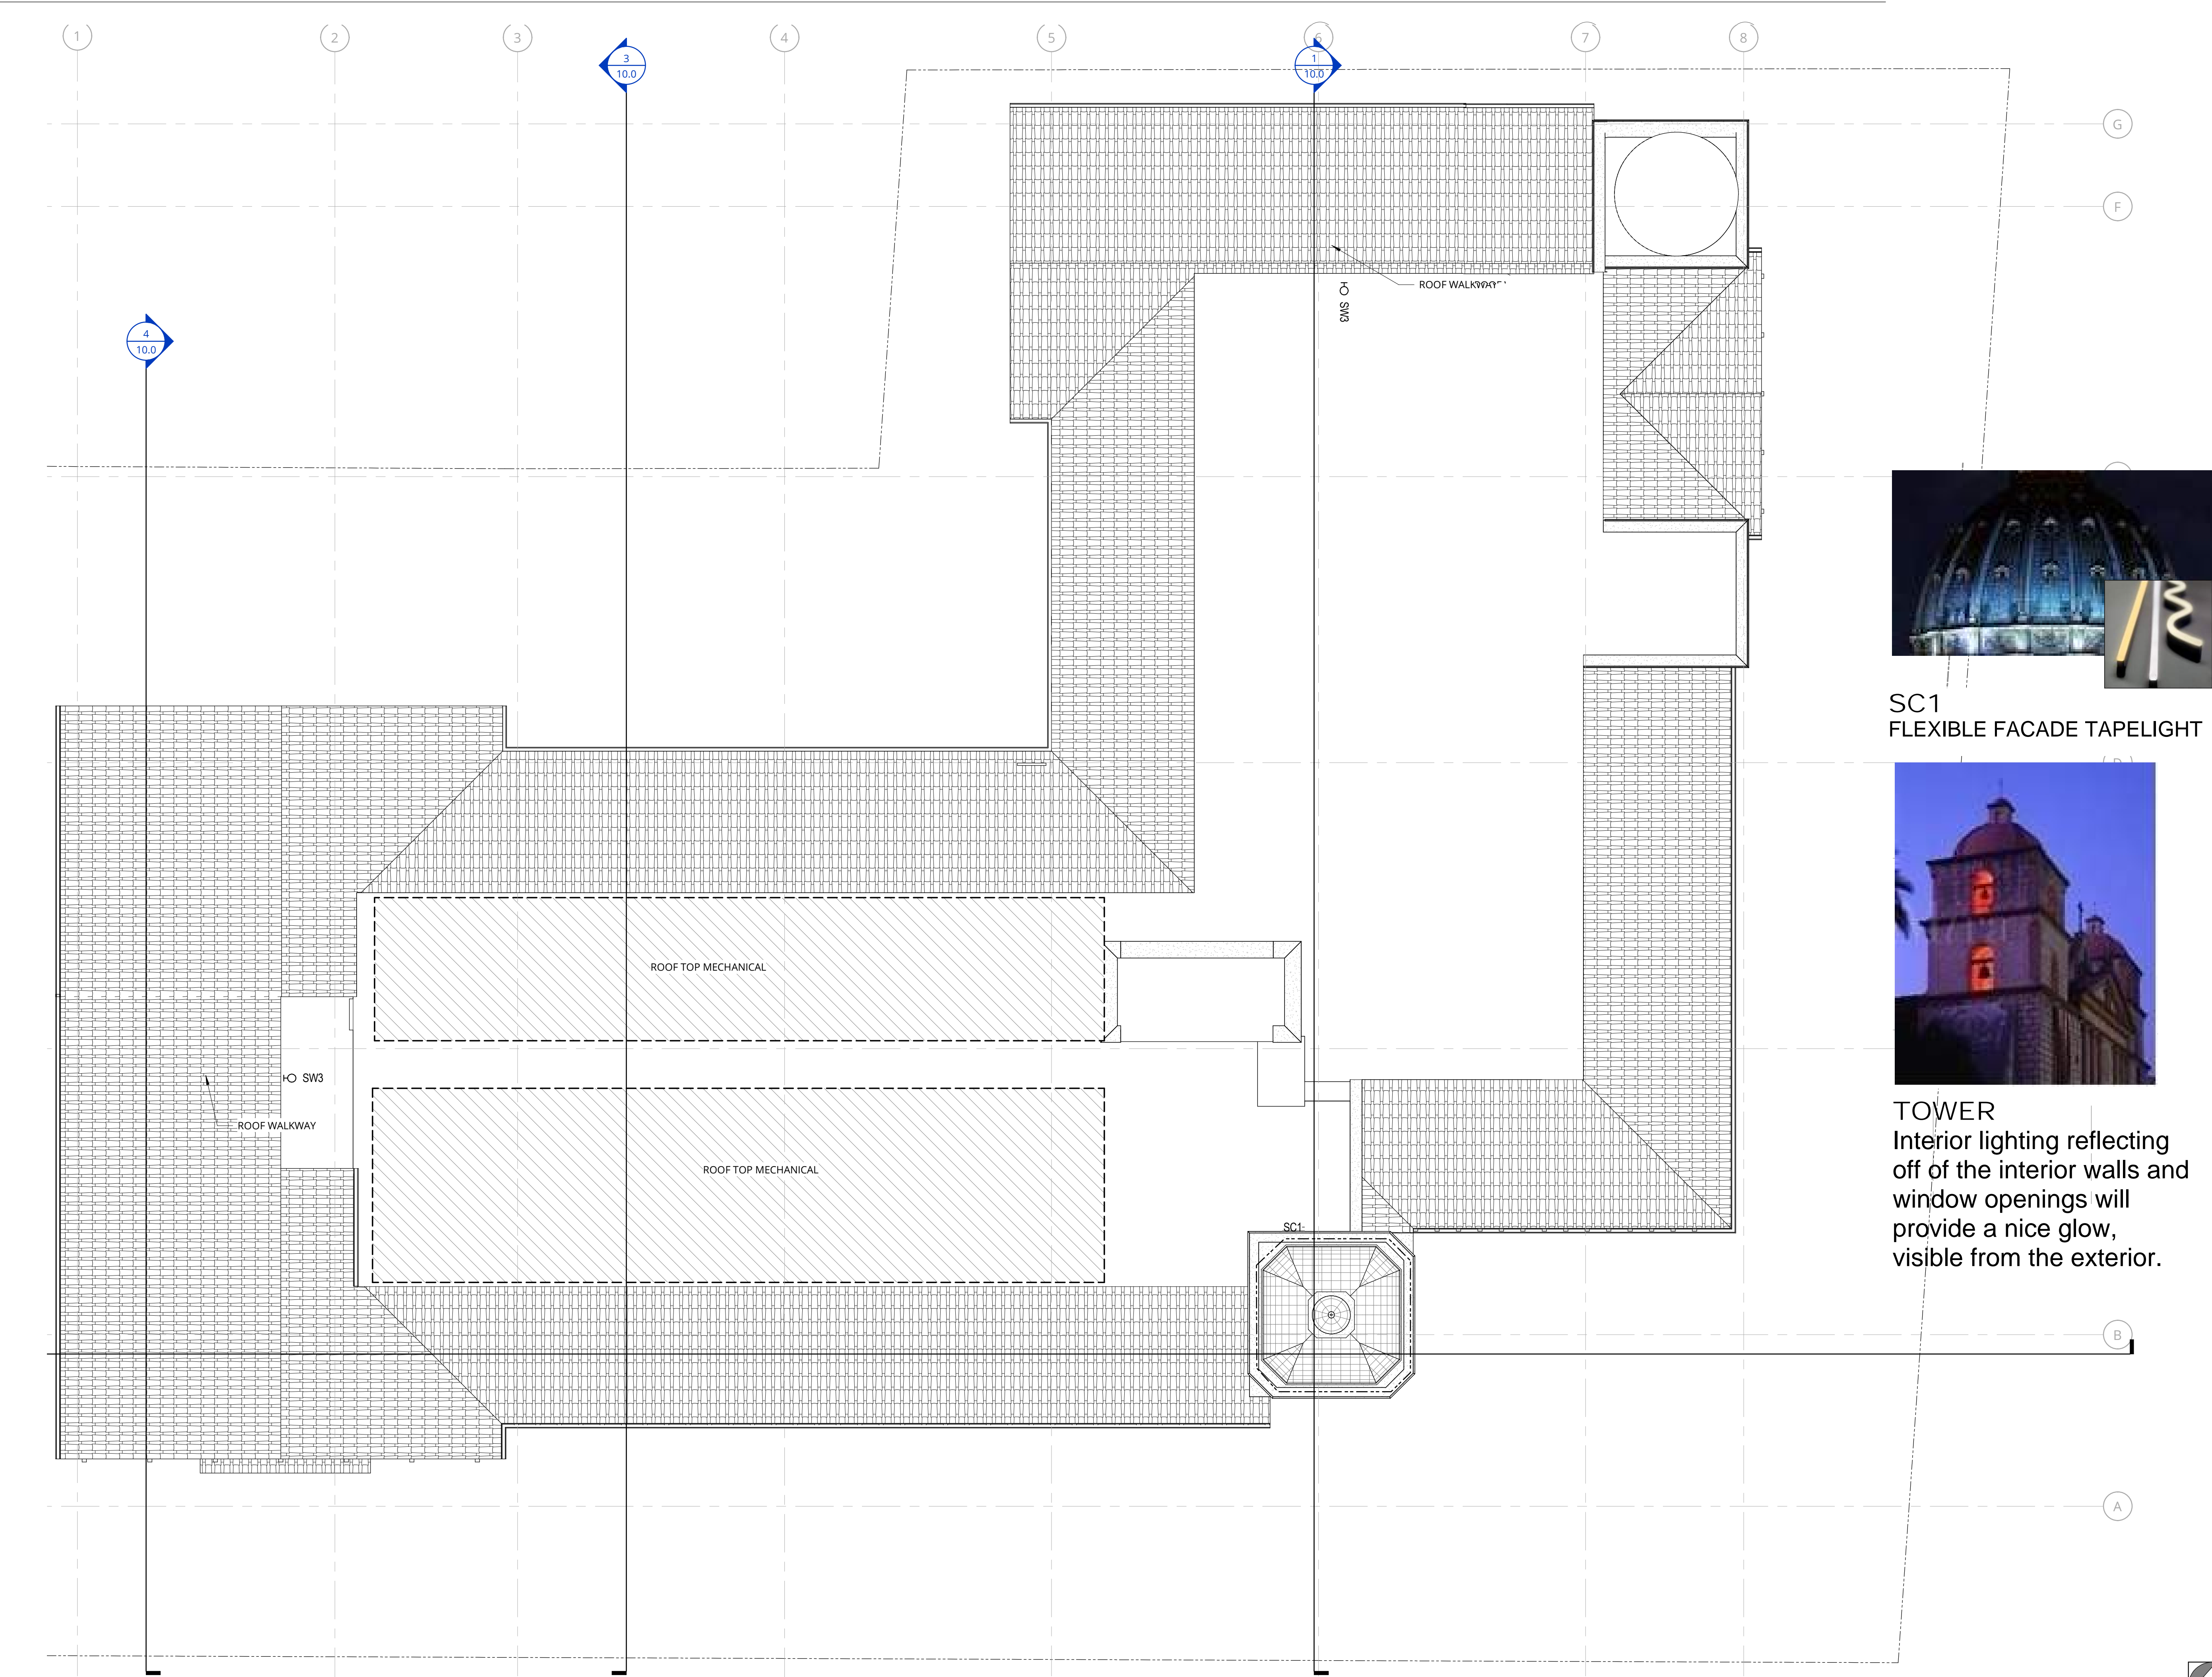 1
2
3
4
5
6
7
8
3
10.0
1
10.0
G
F
ROOF WALKWAY
SW3
4
10.0
SC1
FLEXIBLE FACADE TAPELIGHT
ROOF TOP MECHANICAL
SW3
ROOF WALKWAY
TOWER
Interior lighting reflecting
off of the interior walls and
window openings will
provide a nice glow,
visible from the exterior.
ROOF TOP MECHANICAL
SC1
B
A